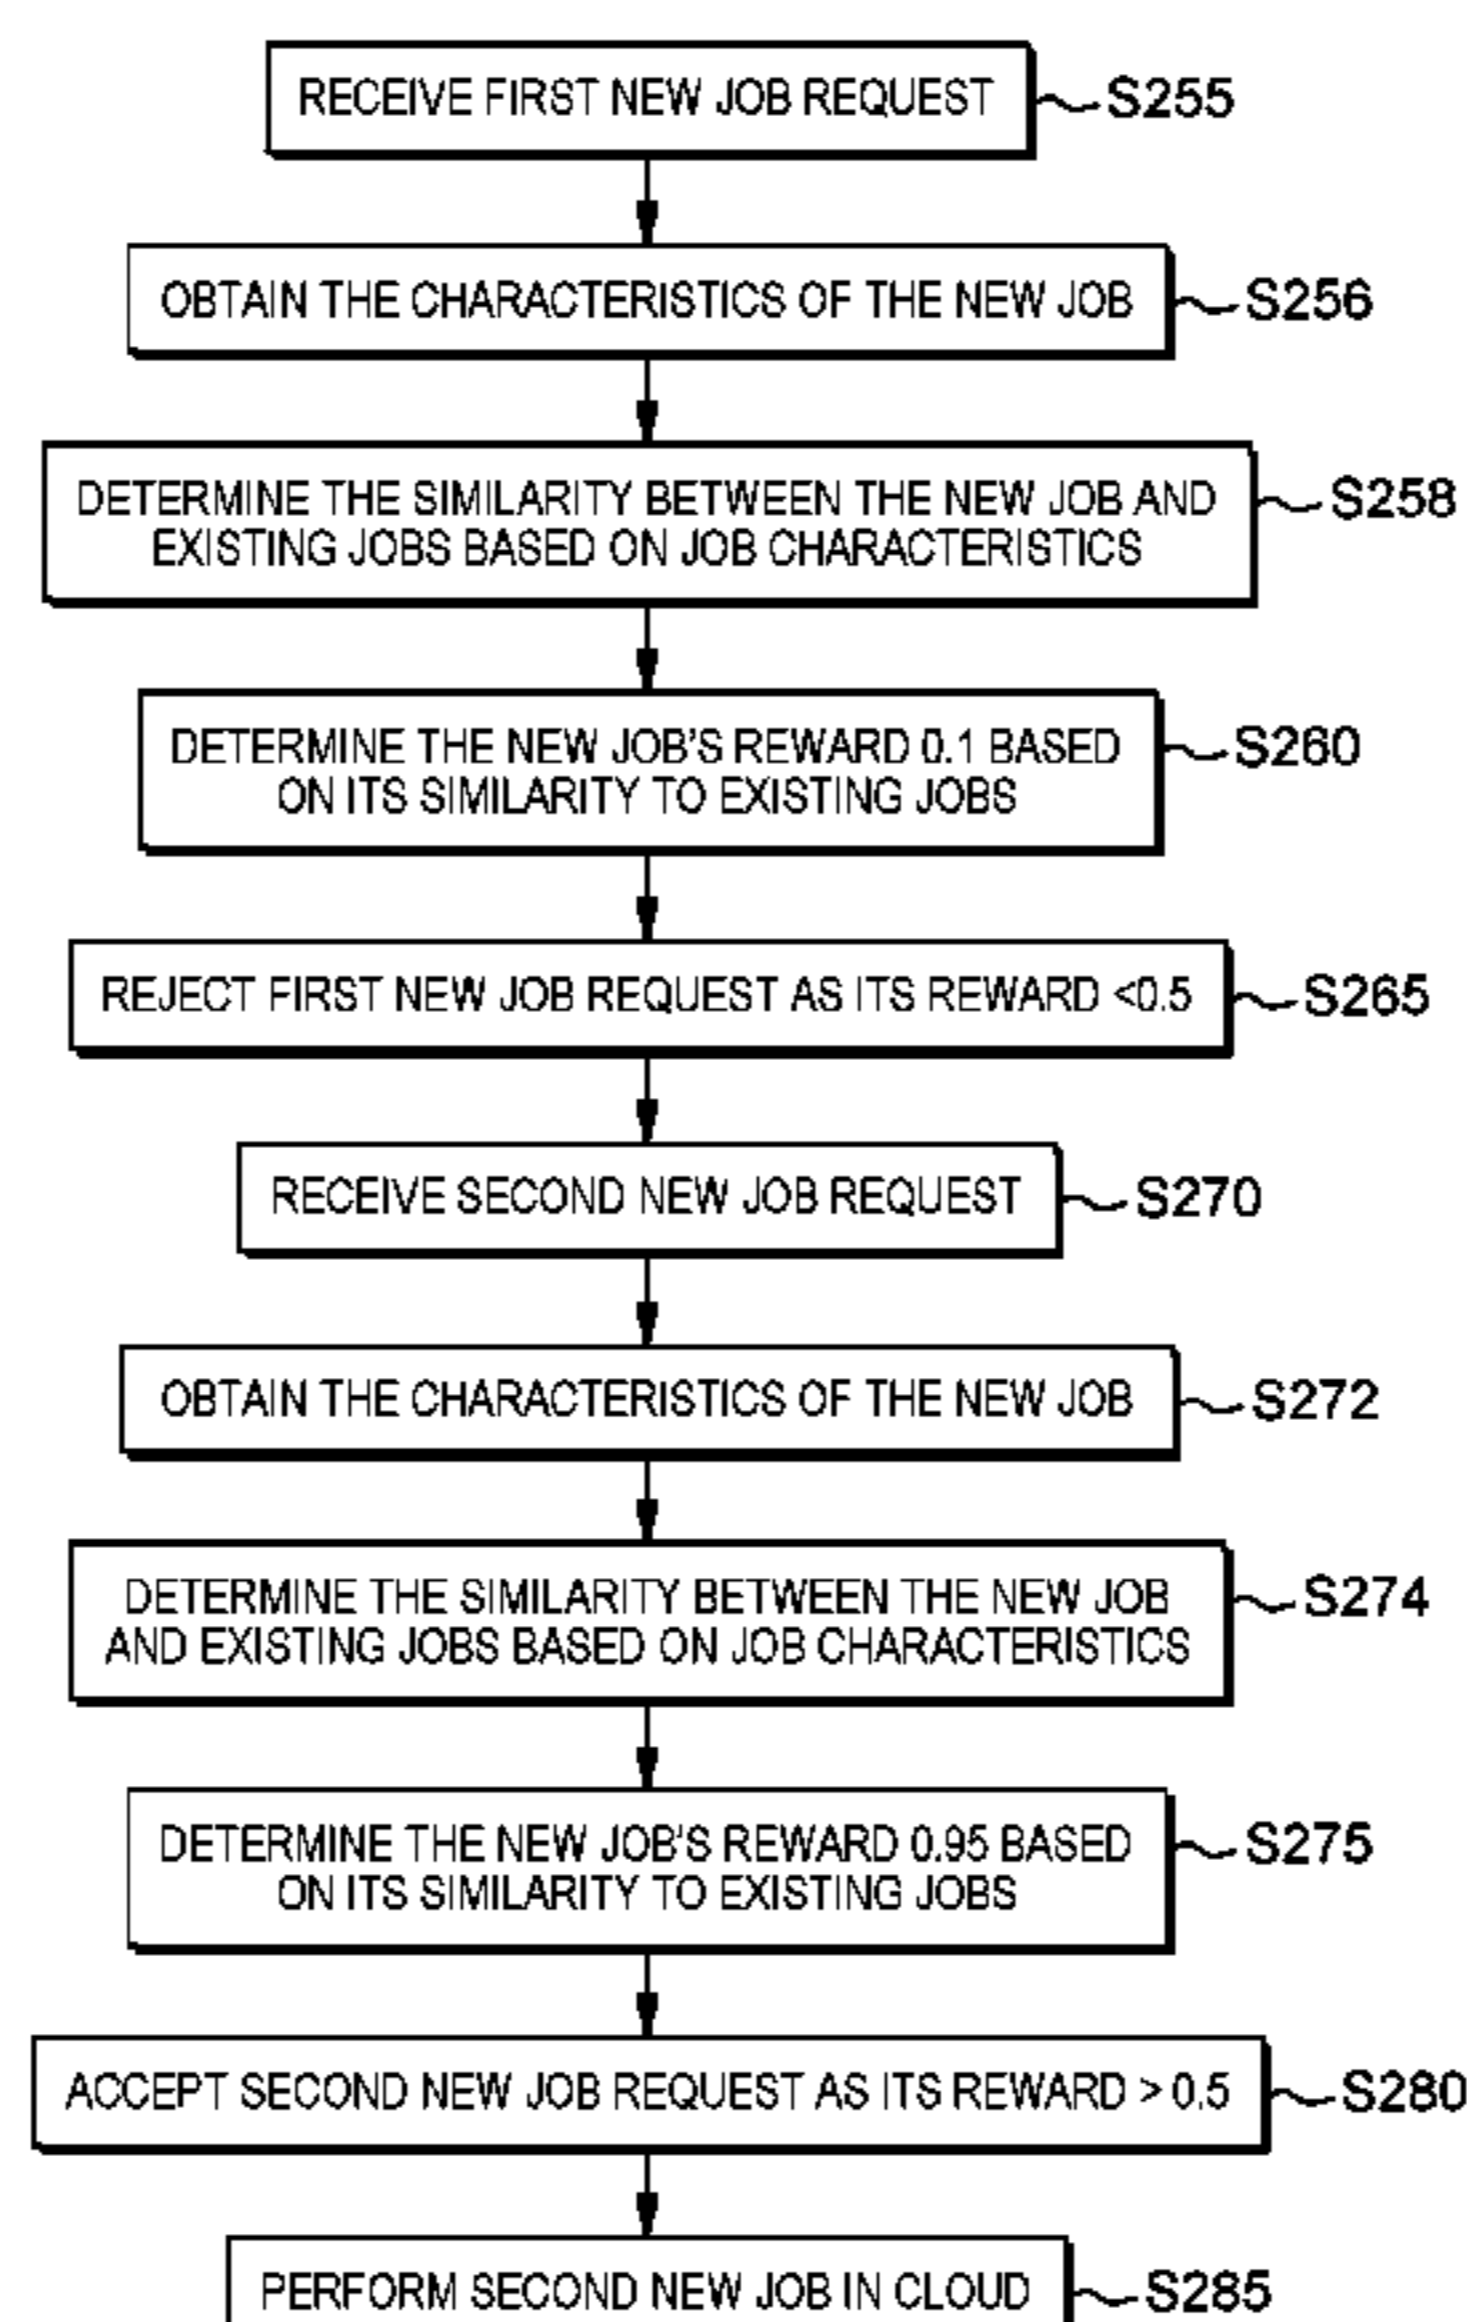 RECEIVE FIRST NEW JOB REQUEST S255
OBTAIN THE CHARACTERISTICS OF THE NEW JOB S256
DETERMINE THE SIMILARITY BETWEEN THE NEW JOB AND S258
EXISTING JOBS BASED ON JOB CHARACTERISTICS
DETERMINE THE NEW JOB'S REWARD 0.1 BASED S260
ON ITS SIMILARITY TO EXISTING JOBS
REJECT FIRST NEW JOB REQUEST AS ITS REWARD <0.5 S265
RECEIVE SECOND NEW JOB REQUEST S270
OBTAIN THE CHARACTERISTICS OF THE NEW JOB S272
DETERMINE THE SIMILARITY BETWEEN THE NEW JOB S274
AND EXISTING JOBS BASED ON JOB CHARACTERISTICS
DETERMINE THE NEW JOB'S REWARD 0.95 BASED S275
ON ITS SIMILARITY TO EXISTING JOBS
ACCEPT SECOND NEW JOB REQUEST AS ITS REWARD > 0.5 S280
PERFORM SECOND NEW JOB IN CLOUD S285